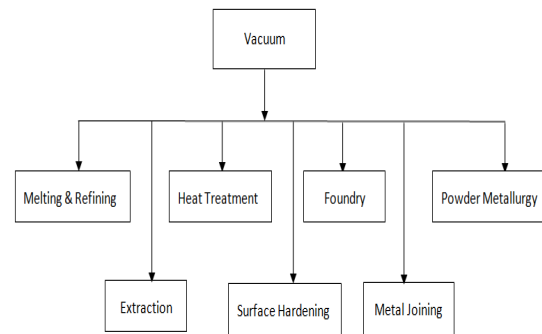 Vacuum
Melting & Refining
Heat Treatment
Foundry
Powder Metallurgy
Extraction
Surface Hardening
Metal Joining